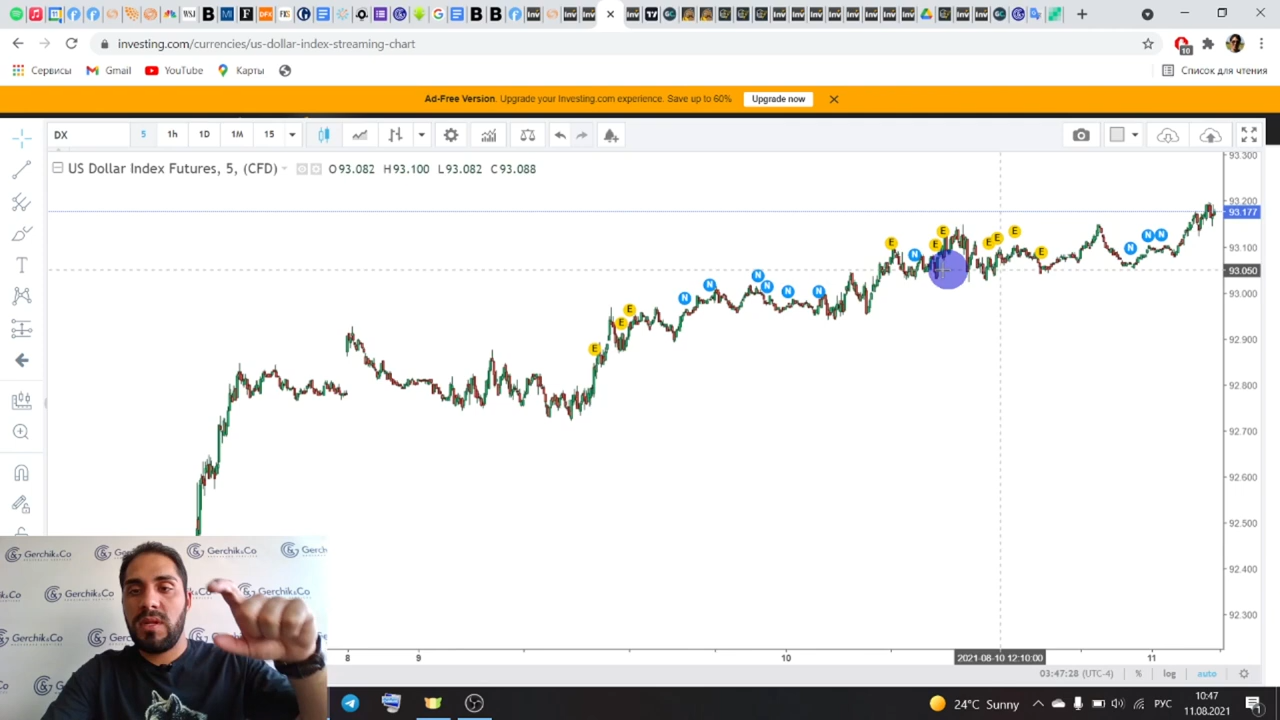 investing.com/currencies/us-dollar-index-streaming-chart
10
Сервисы Gmail YouTube Карты Список для чтения
Ad-Free Version. Upgrade your Investing.com experience. Save up to 60% Upgrade now
DX 5 1h 1D 1M 15
US Dollar Index Futures, 5, (CFD) O93.082 H93.100 L93.082 C93.088
93.300
93.200
93.177
93.100
93.050
93.000
92.900
92.800
92.700
92.600
92.500
92.400
92.300
E E E N N N N N N E N E E E E E E N N N
Gerchik&Co
8 9 10 2021-08-10 12:10:00 11
03:47:28 (UTC-4) % log auto
24°C Sunny РУС 10:47
11.08.2021